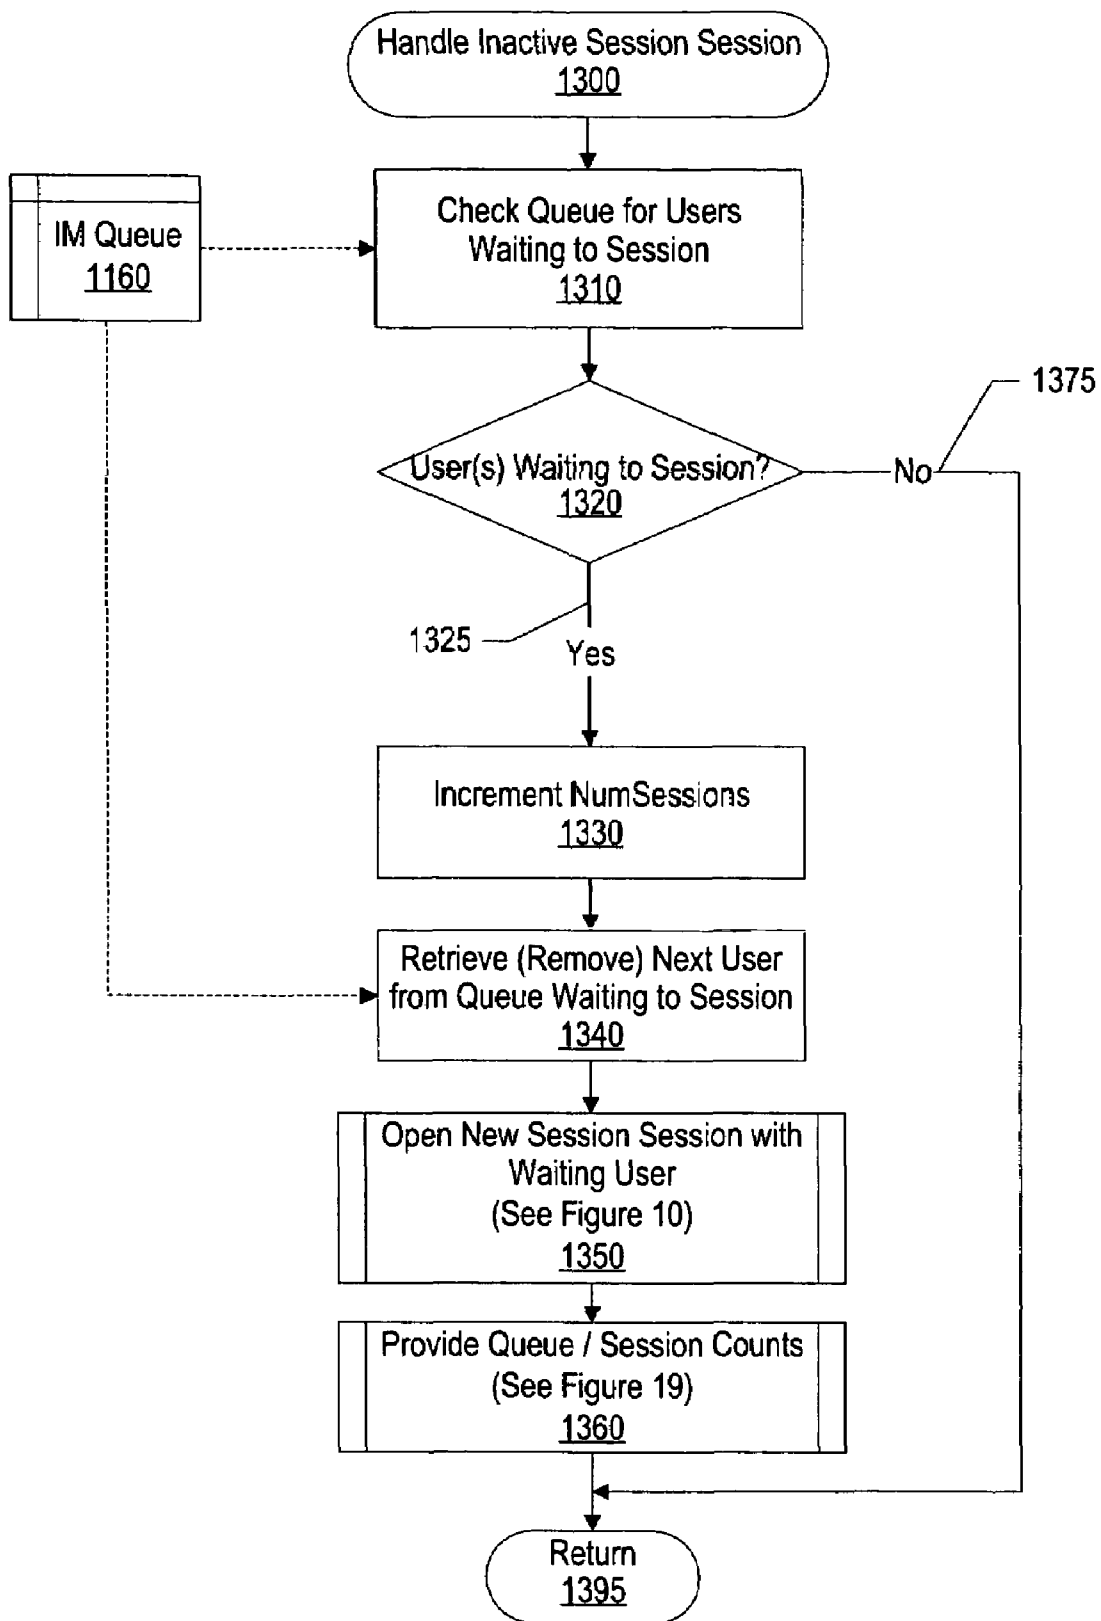 Handle Inactive Session Session
1300
IM Queue
1160
Check Queue for Users
Waiting to Session
1310
1375
User(s) Waiting to Session?
1320
No
1325
Yes
Increment NumSessions
1330
Retrieve (Remove) Next User
from Queue Waiting to Session
1340
Open New Session Session with
Waiting User
(See Figure 10)
1350
Provide Queue / Session Counts
(See Figure 19)
1360
Return
1395